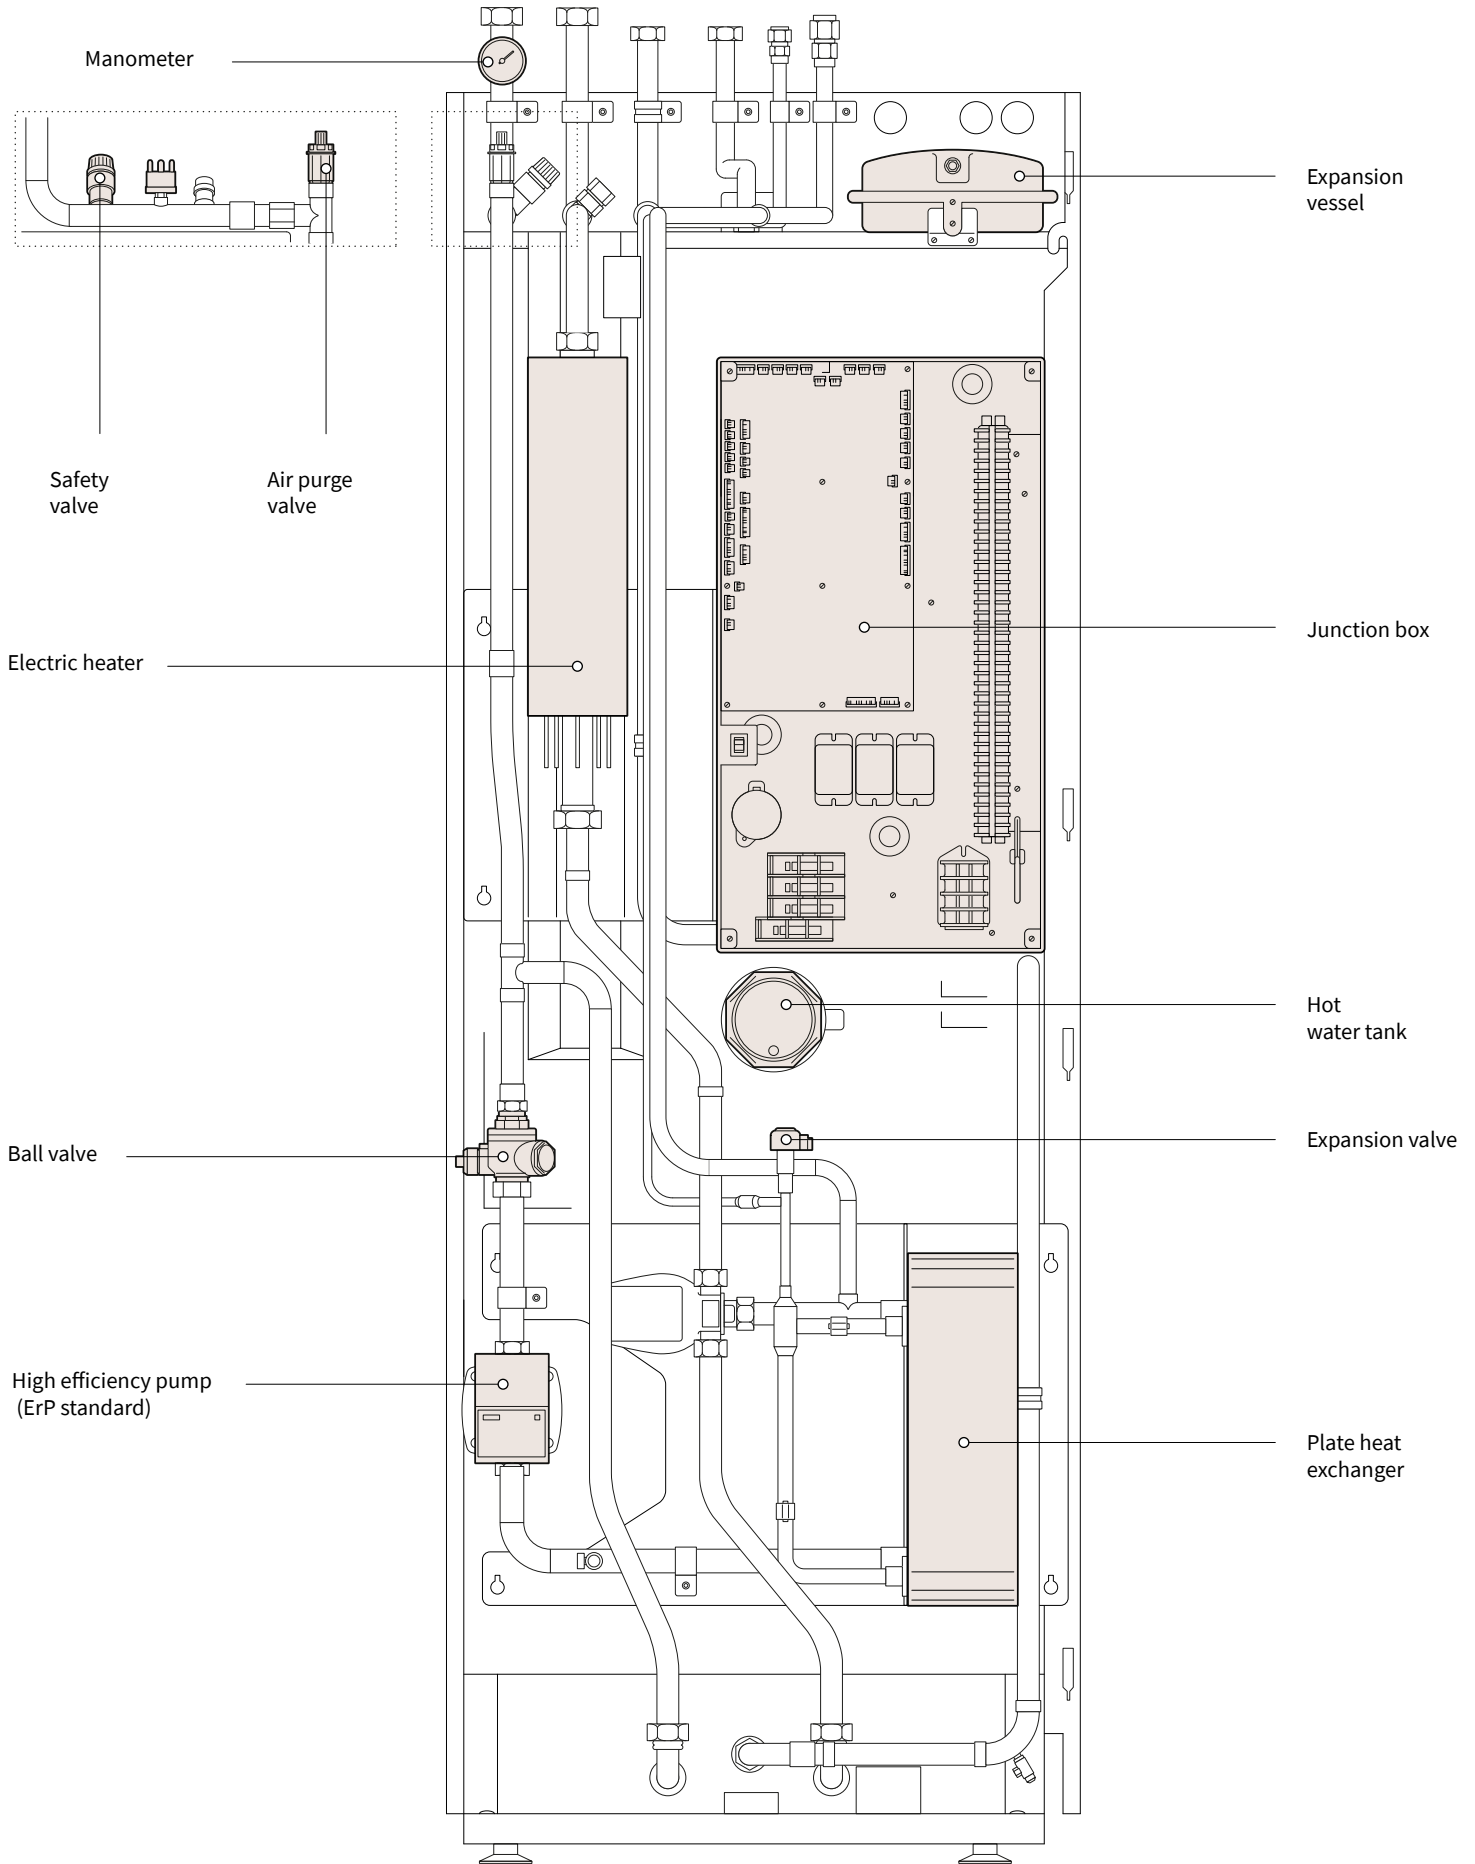 Manometer
Expansion
vessel
Safety
valve
Air purge
valve
Junction box
Electric heater
Hot
water tank
Expansion valve
Ball valve
High efficiency pump
(ErP standard)
Plate heat
exchanger